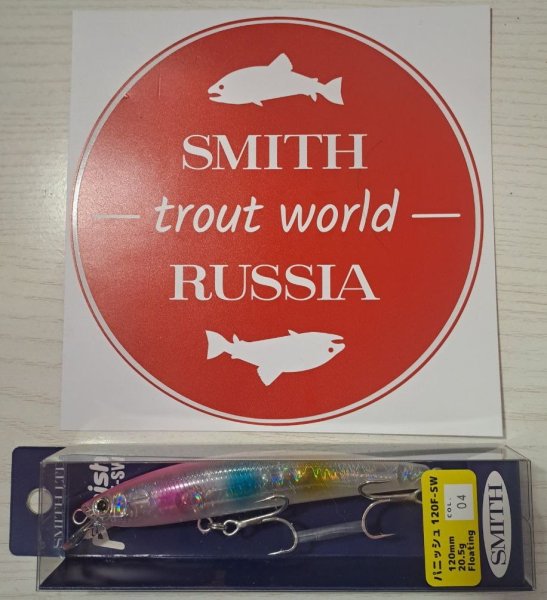 SMITH
trout world
RUSSIA
SMITH LTD
ish
-SW
パニッシュ 120F-SW
120mm
20.5g
Floating
COL.
04
SMITH